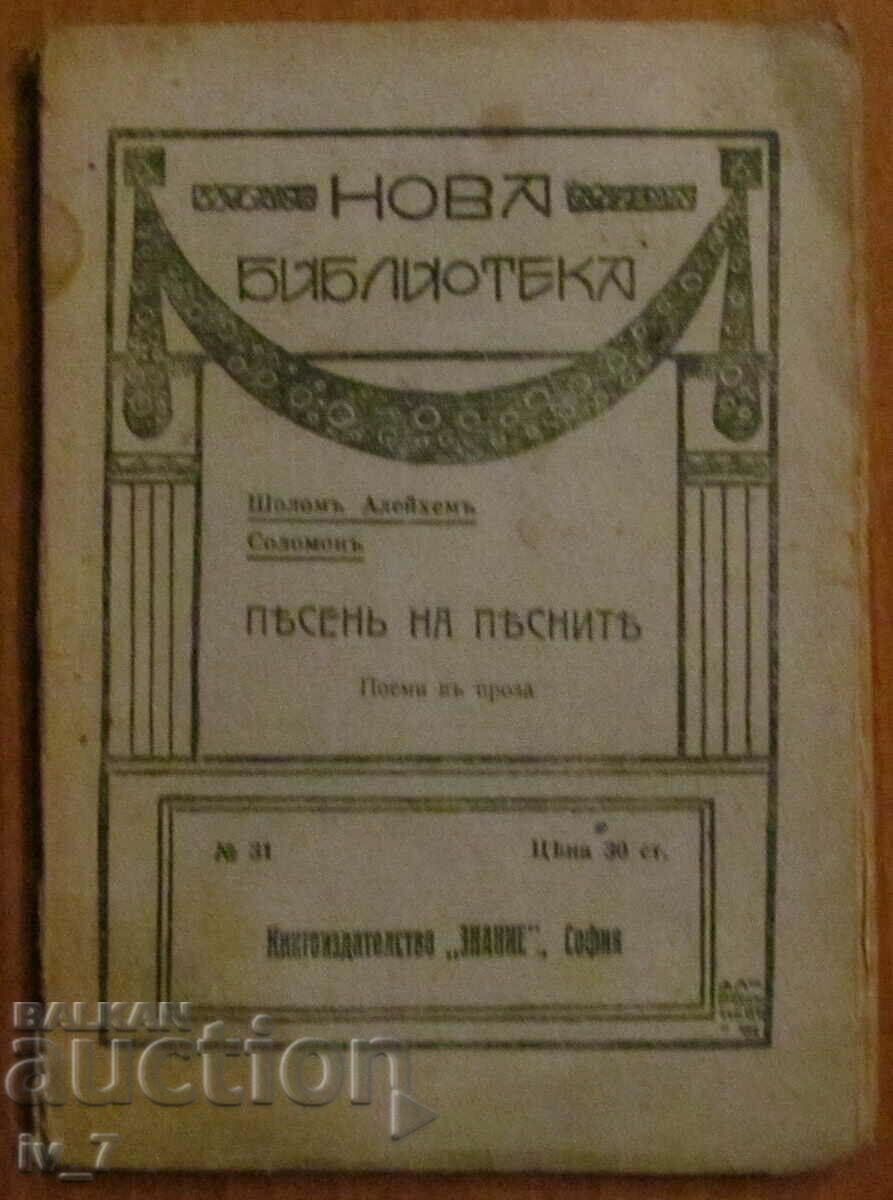 НОВА
БИБЛИОТЕКА
Шоломъ Алейхемъ
Соломонъ
ПѢСЕНЬ НА ПѢСНИТѢ
Поеми въ проза
№ 31 Цѣна 30 ст.
Книгоиздателство „ЗНАНИЕ", София
BALKAN
auction
iv_7